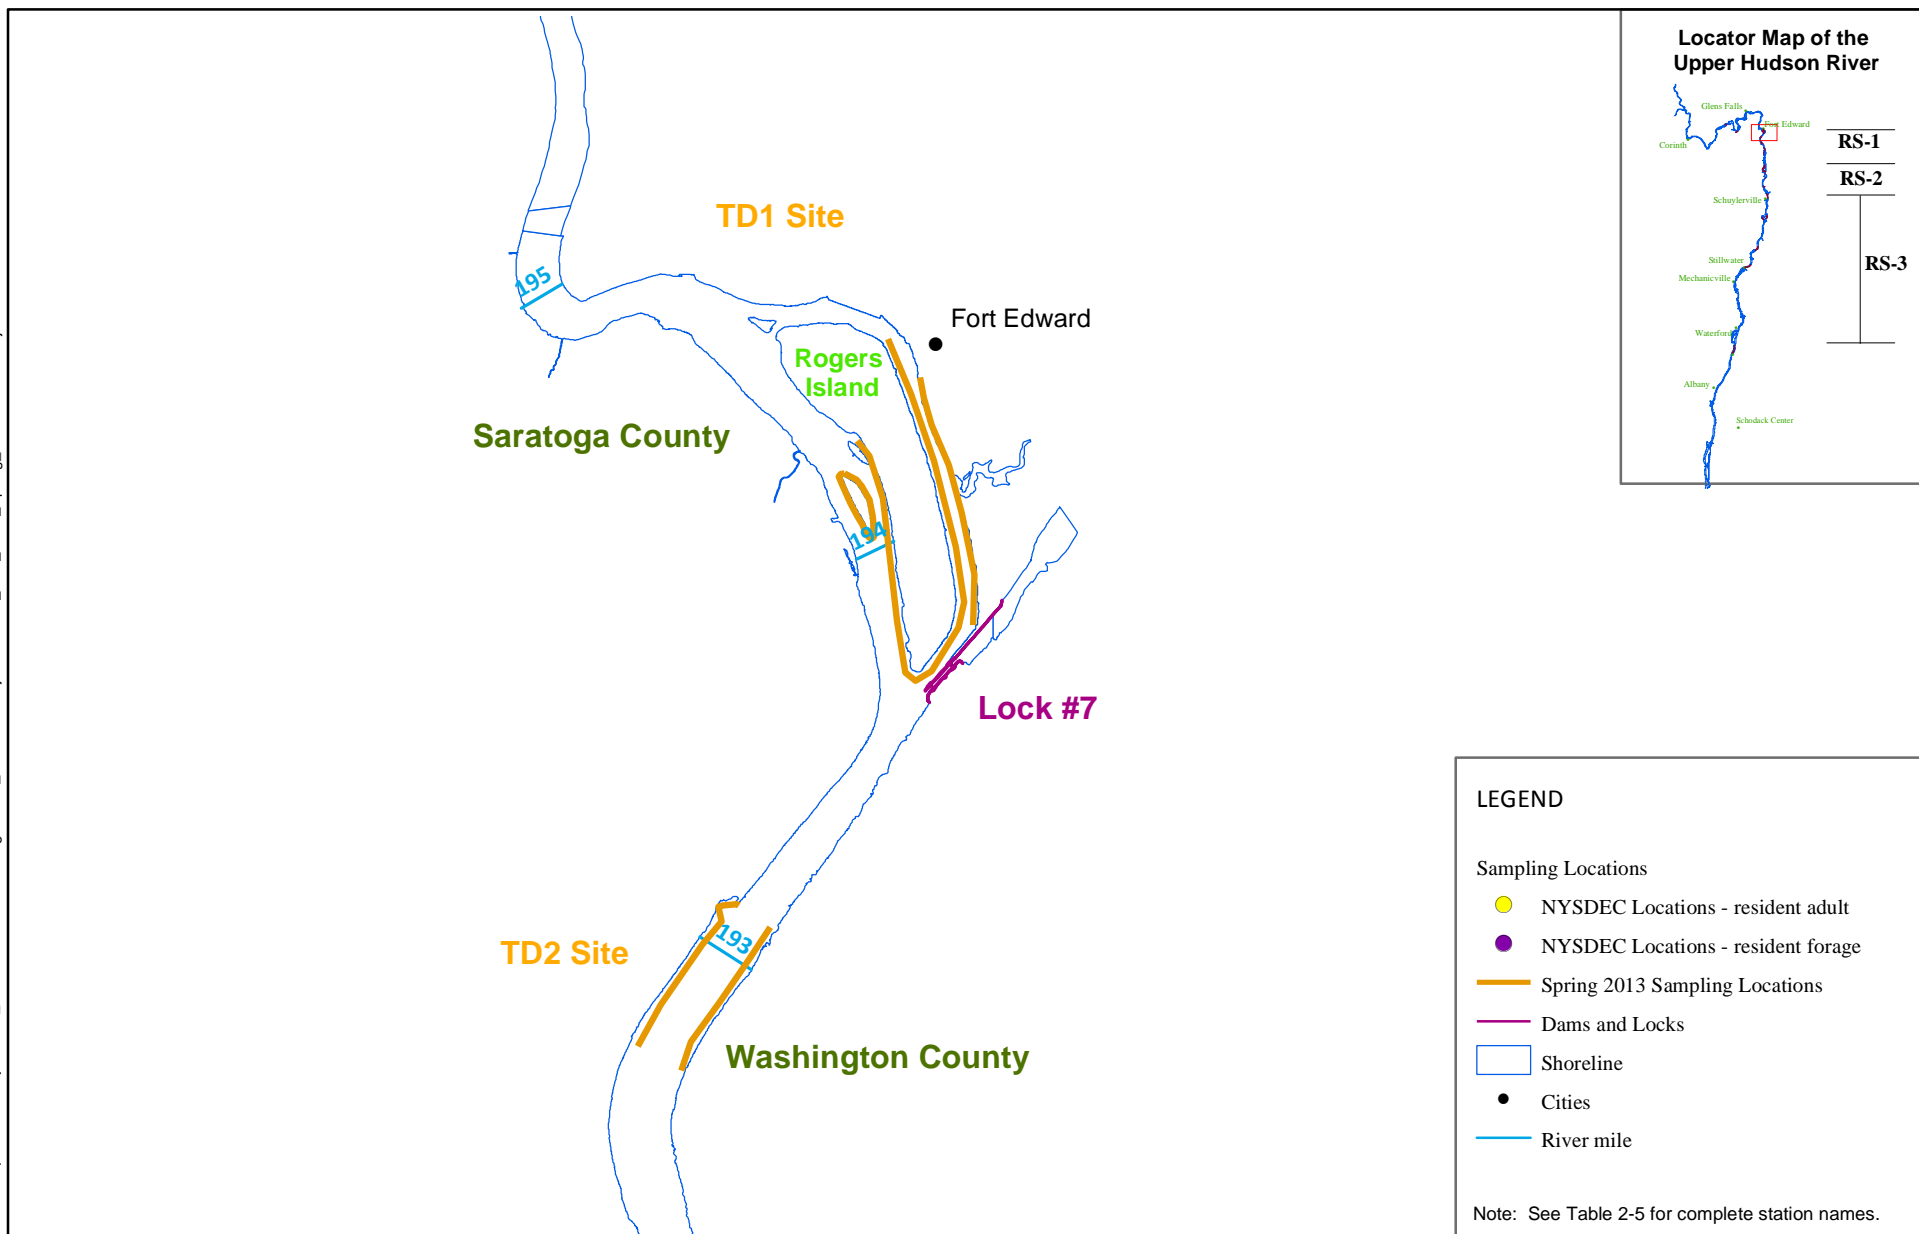 Locator Map of the
Upper Hudson River
Glens Falls
Fort Edward
Corinth
RS-1
RS-2
Schuylerville
Stillwater
RS-3
Mechanicville
Waterford
Albany
Schodack Center
TD1 Site
195
Fort Edward
Rogers
Island
Saratoga County
194
Lock #7
TD2 Site
193
Washington County
LEGEND
Sampling Locations
NYSDEC Locations - resident adult
NYSDEC Locations - resident forage
Spring 2013 Sampling Locations
Dams and Locks
Shoreline
Cities
River mile
Note: See Table 2-5 for complete station names.